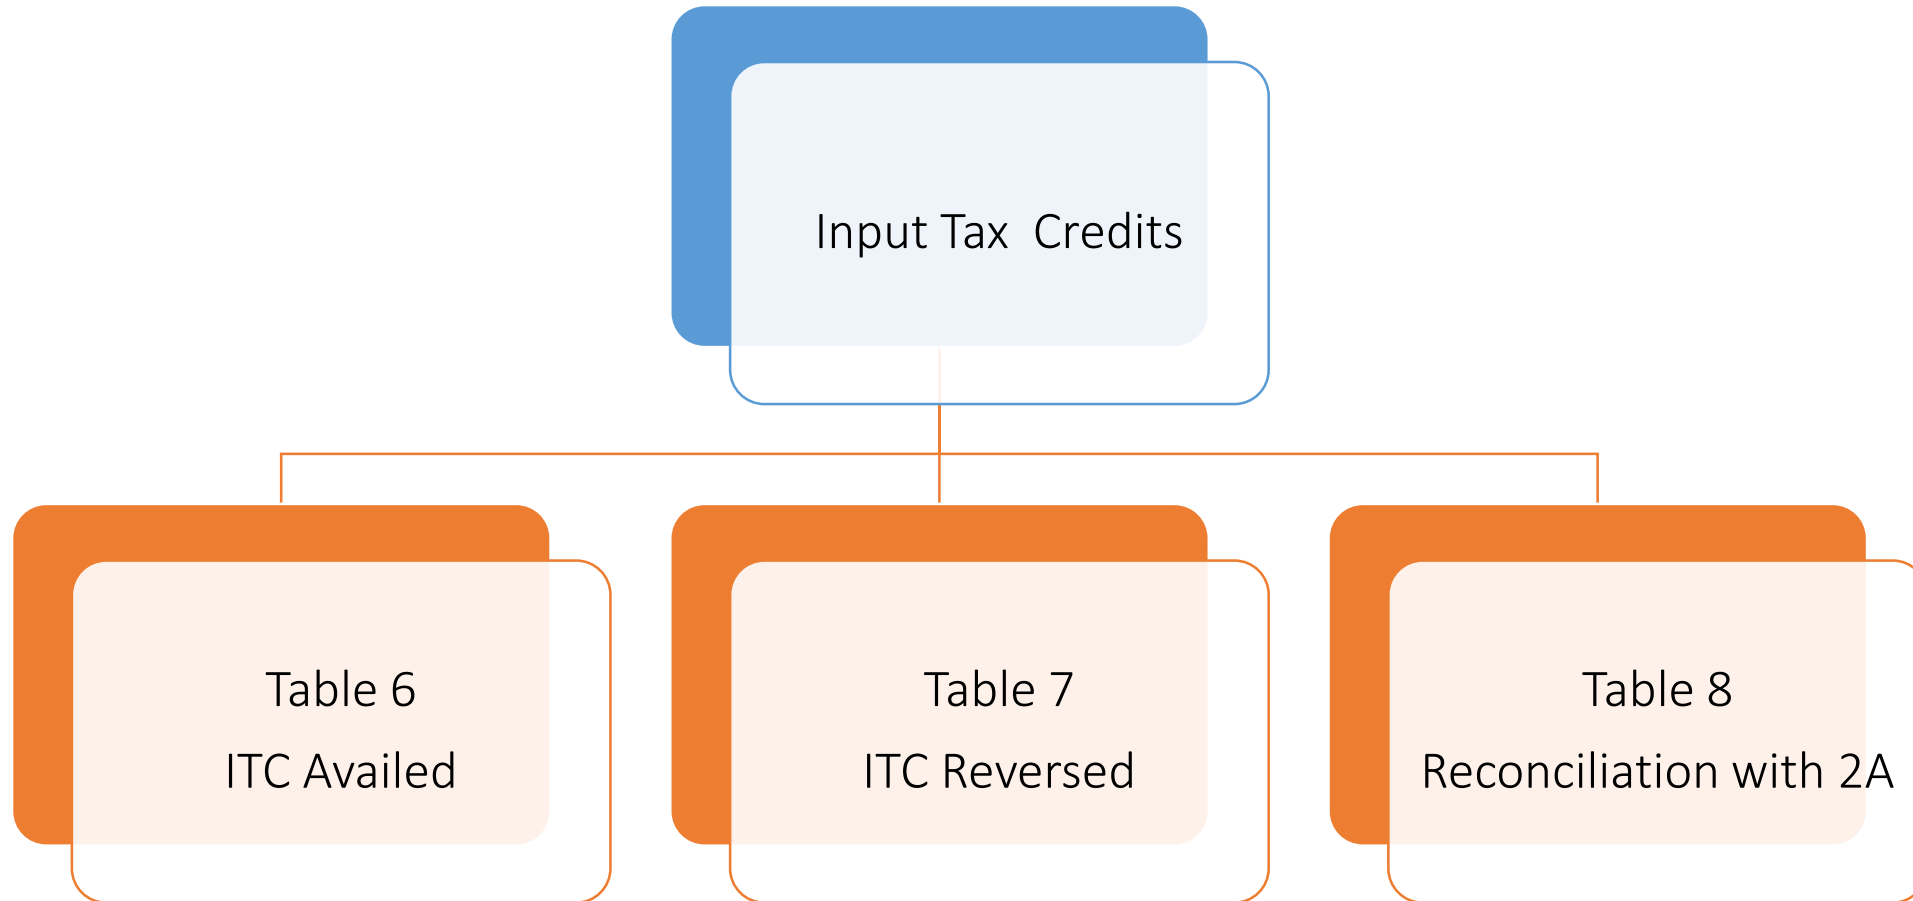 Input Tax  Credits
Table 6
ITC Availed
Table 7
ITC Reversed
Table 8
Reconciliation with 2A